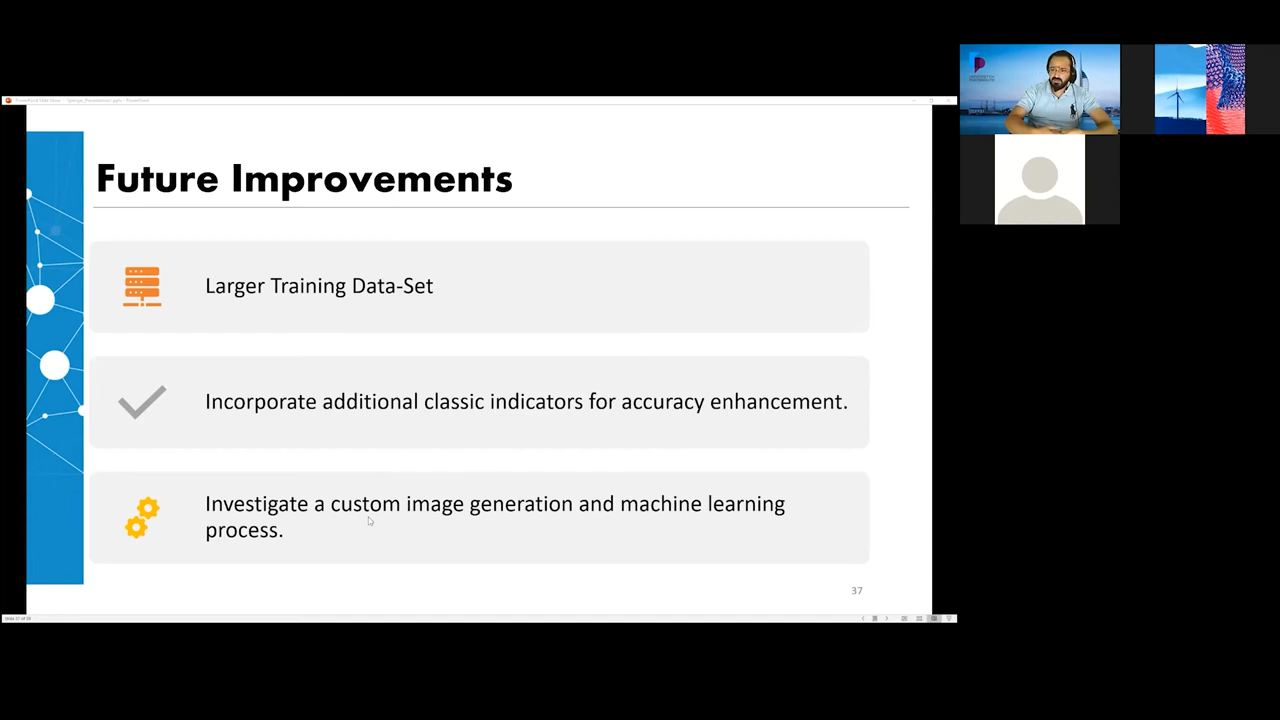 Future Improvements
Larger Training Data-Set
Incorporate additional classic indicators for accuracy enhancement.
Investigate a custom image generation and machine learning
process.
37